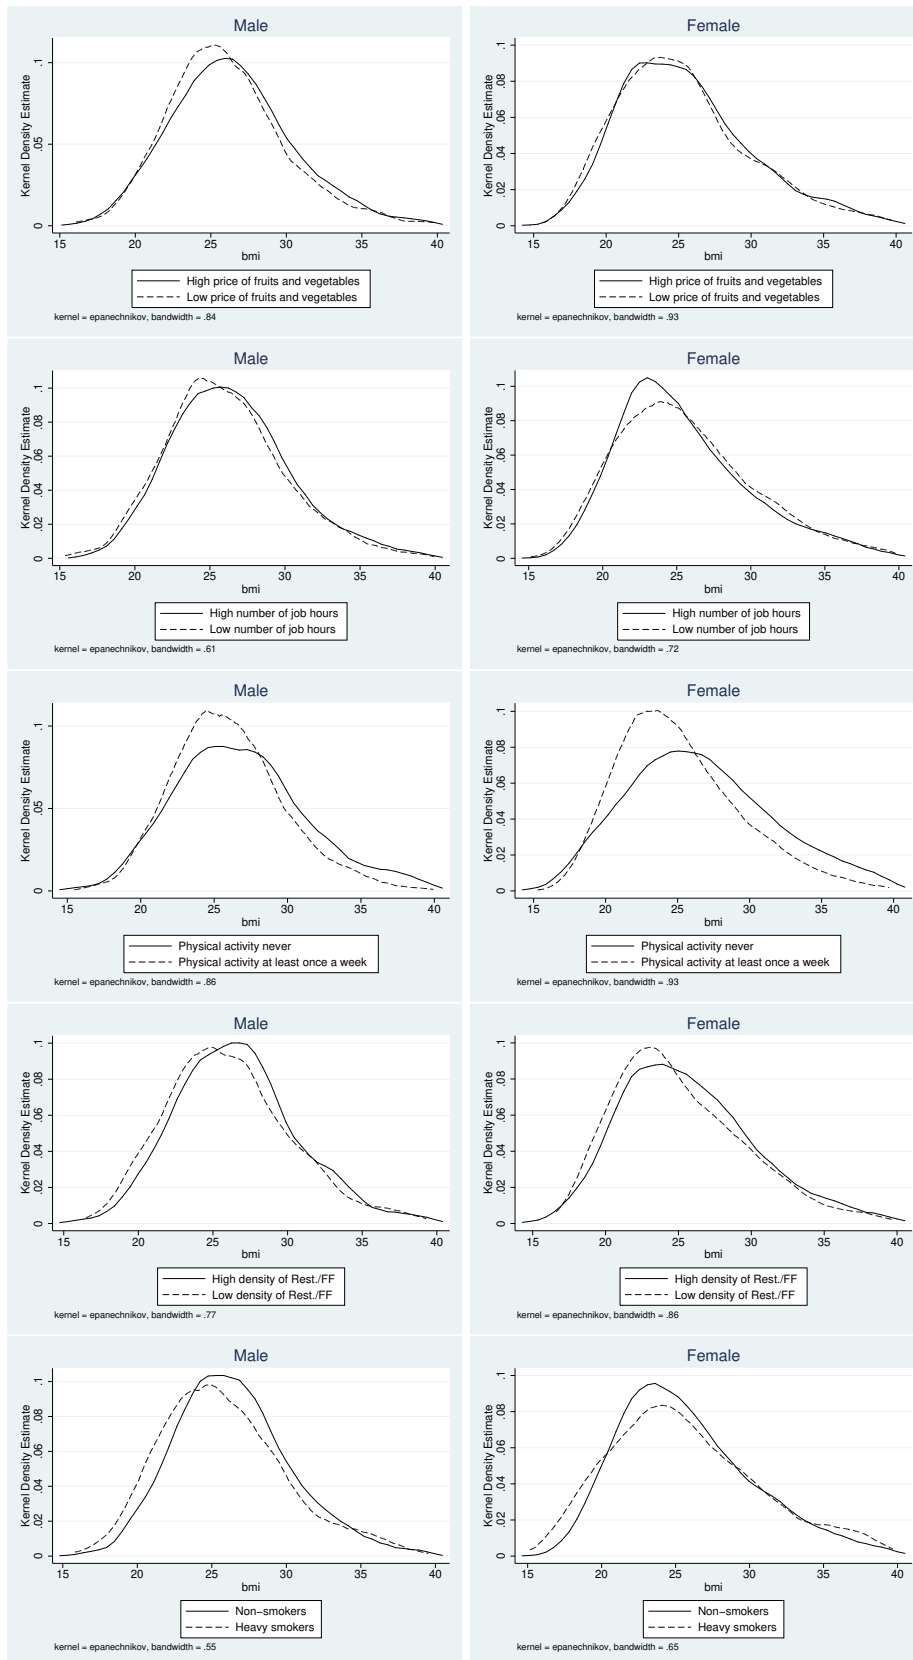 Male
Kernel Density Estimate
0 .05 .1
15 20 25 30 35 40
bmi
High price of fruits and vegetables
Low price of fruits and vegetables
kernel = epanechnikov, bandwidth = .84
Female
Kernel Density Estimate
0 .02 .04 .06 .08 .1
15 20 25 30 35 40
bmi
High price of fruits and vegetables
Low price of fruits and vegetables
kernel = epanechnikov, bandwidth = .93
Male
Kernel Density Estimate
0 .02 .04 .06 .08 .1
15 20 25 30 35 40
bmi
High number of job hours
Low number of job hours
kernel = epanechnikov, bandwidth = .61
Female
Kernel Density Estimate
0 .02 .04 .06 .08 .1
15 20 25 30 35 40
bmi
High number of job hours
Low number of job hours
kernel = epanechnikov, bandwidth = .72
Male
Kernel Density Estimate
0 .05 .1
15 20 25 30 35 40
bmi
Physical activity never
Physical activity at least once a week
kernel = epanechnikov, bandwidth = .86
Female
Kernel Density Estimate
0 .02 .04 .06 .08 .1
15 20 25 30 35 40
bmi
Physical activity never
Physical activity at least once a week
kernel = epanechnikov, bandwidth = .93
Male
Kernel Density Estimate
0 .02 .04 .06 .08 .1
15 20 25 30 35 40
bmi
High density of Rest./FF
Low density of Rest./FF
kernel = epanechnikov, bandwidth = .77
Female
Kernel Density Estimate
0 .02 .04 .06 .08 .1
15 20 25 30 35 40
bmi
High density of Rest./FF
Low density of Rest./FF
kernel = epanechnikov, bandwidth = .86
Male
Kernel Density Estimate
0 .02 .04 .06 .08 .1
15 20 25 30 35 40
bmi
Non−smokers
Heavy smokers
kernel = epanechnikov, bandwidth = .55
Female
Kernel Density Estimate
0 .02 .04 .06 .08 .1
15 20 25 30 35 40
bmi
Non−smokers
Heavy smokers
kernel = epanechnikov, bandwidth = .65